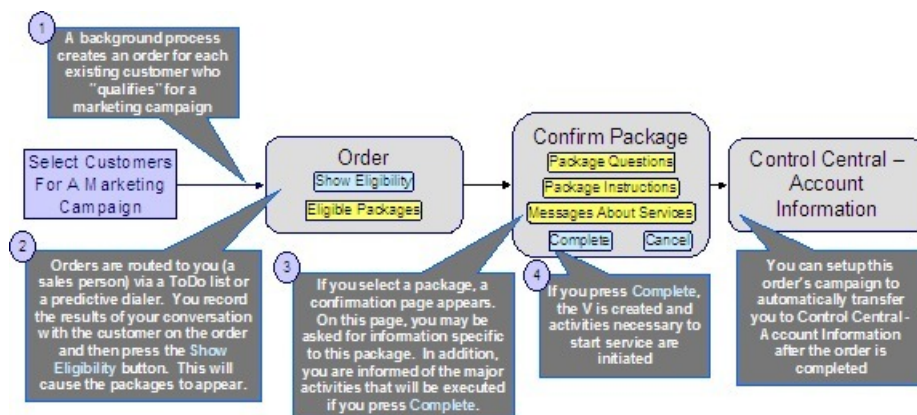 1
A background process
creates an order for each
existing customer who
"qualifies" for a
marketing campaign
Select Customers
For A Marketing
Campaign
Order
Show Eligibility
Eligible Packages
Confirm Package
Package Questions
Package Instructions
Messages About Services
Complete
Cancel
Control Central –
Account
Information
2
Orders are routed to you (a
sales person) via a ToDo list or
a predictive dialer. You record
the results of your conversation
with the customer on the order
and then press the Show
Eligibility button. This will
cause the packages to appear.
3
If you select a package, a
confirmation page appears.
On this page, you may be
asked for information specific
to this package. In addition,
you are informed of the major
activities that will be executed
if you press Complete.
4
If you press Complete,
the V is created and
activities necessary to
start service are
initiated
You can setup this
order's campaign to
automatically transfer
you to Control Central -
Account Information
after the order is
completed